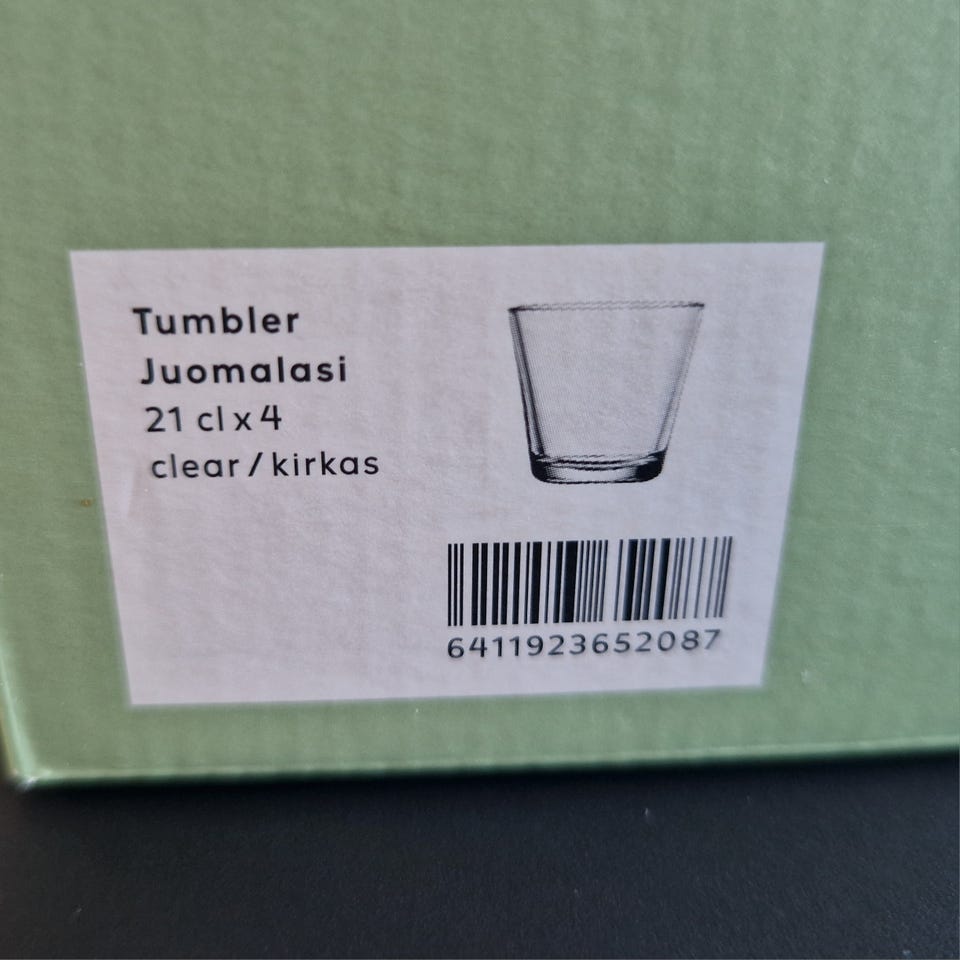 Tumbler
Juomalasi
21 cl x 4
clear / kirkas
6411923652087